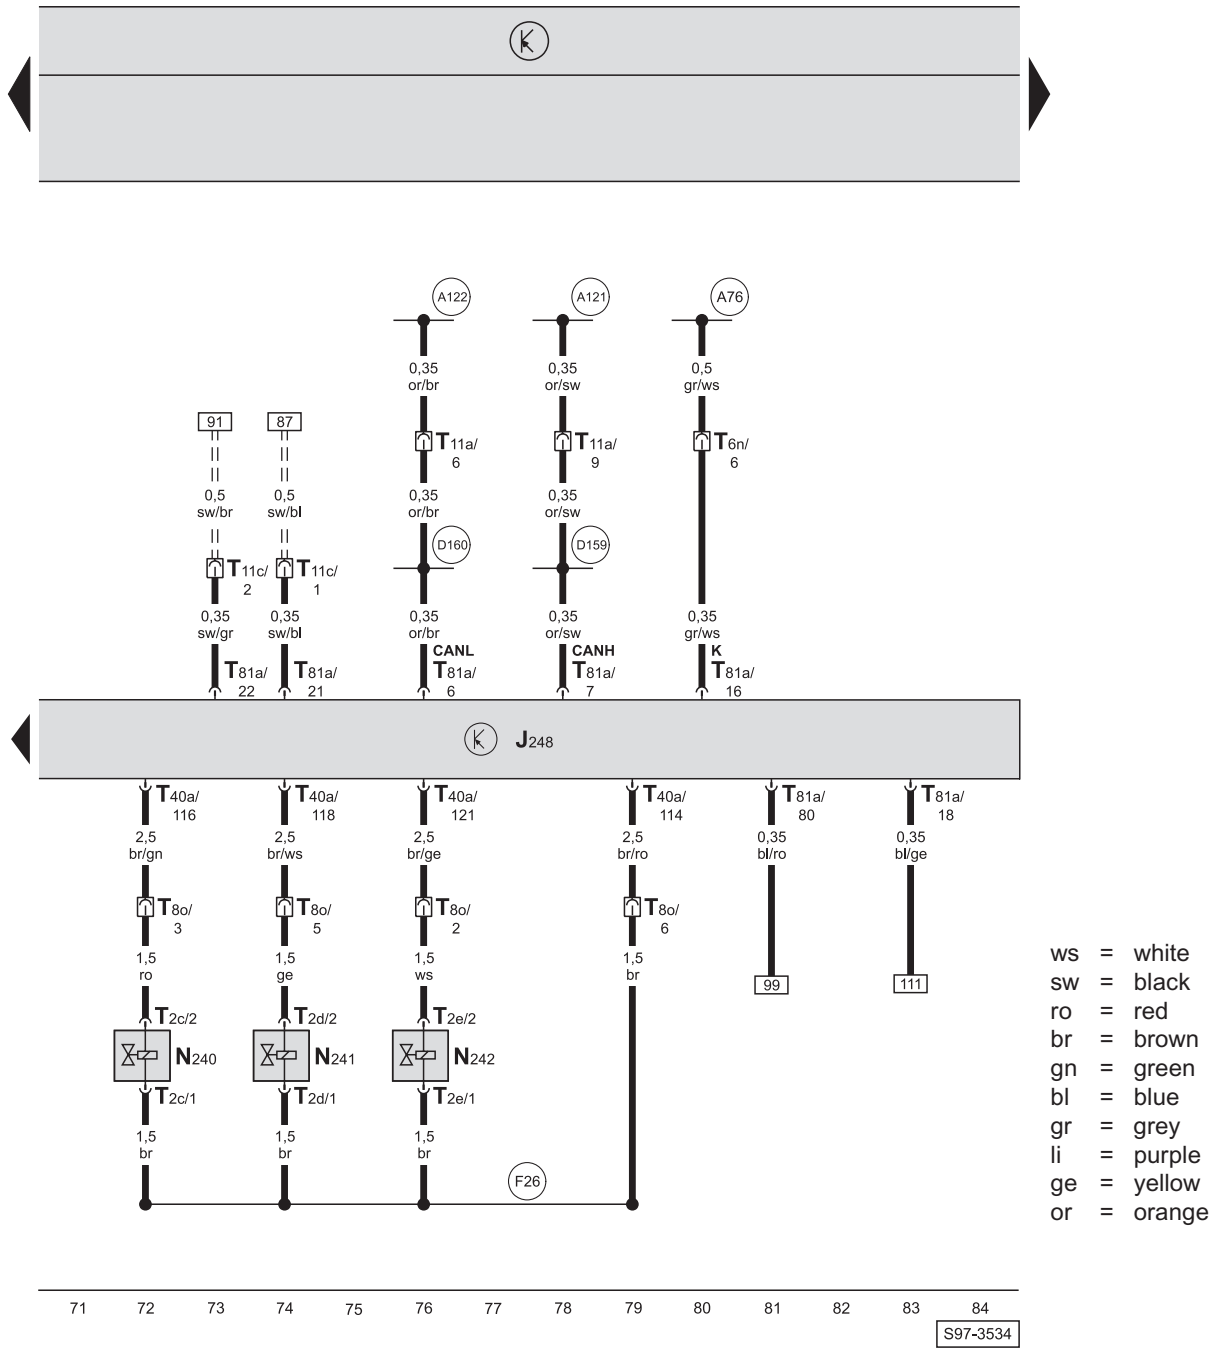 A122 A121 A76
0,35 0,35 0,5
or/br or/sw gr/ws
91 87
T11a/ T11a/ T6n/
6 9 6
0,5 0,5 0,35 0,35
sw/br sw/bl or/br or/sw
D160 D159
T11c/ T11c/
2 1
0,35 0,35 0,35 0,35 0,35
sw/gr sw/bl or/br or/sw gr/ws
CANL CANH K
T81a/ T81a/ T81a/ T81a/ T81a/
22 21 6 7 16
J248
T40a/ T40a/ T40a/ T40a/ T81a/ T81a/
116 118 121 114 80 18
2,5 2,5 2,5 2,5 0,35 0,35
br/gn br/ws br/ge br/ro bl/ro bl/ge
T8o/ T8o/ T8o/ T8o/
3 5 2 6
1,5 1,5 1,5 1,5
ro ge ws br
99 111
T2c/2 T2d/2 T2e/2
N240 N241 N242
T2c/1 T2d/1 T2e/1
1,5 1,5 1,5
br br br
F26
ws = white
sw = black
ro = red
br = brown
gn = green
bl = blue
gr = grey
li = purple
ge = yellow
or = orange
71 72 73 74 75 76 77 78 79 80 81 82 83 84
S97-3534